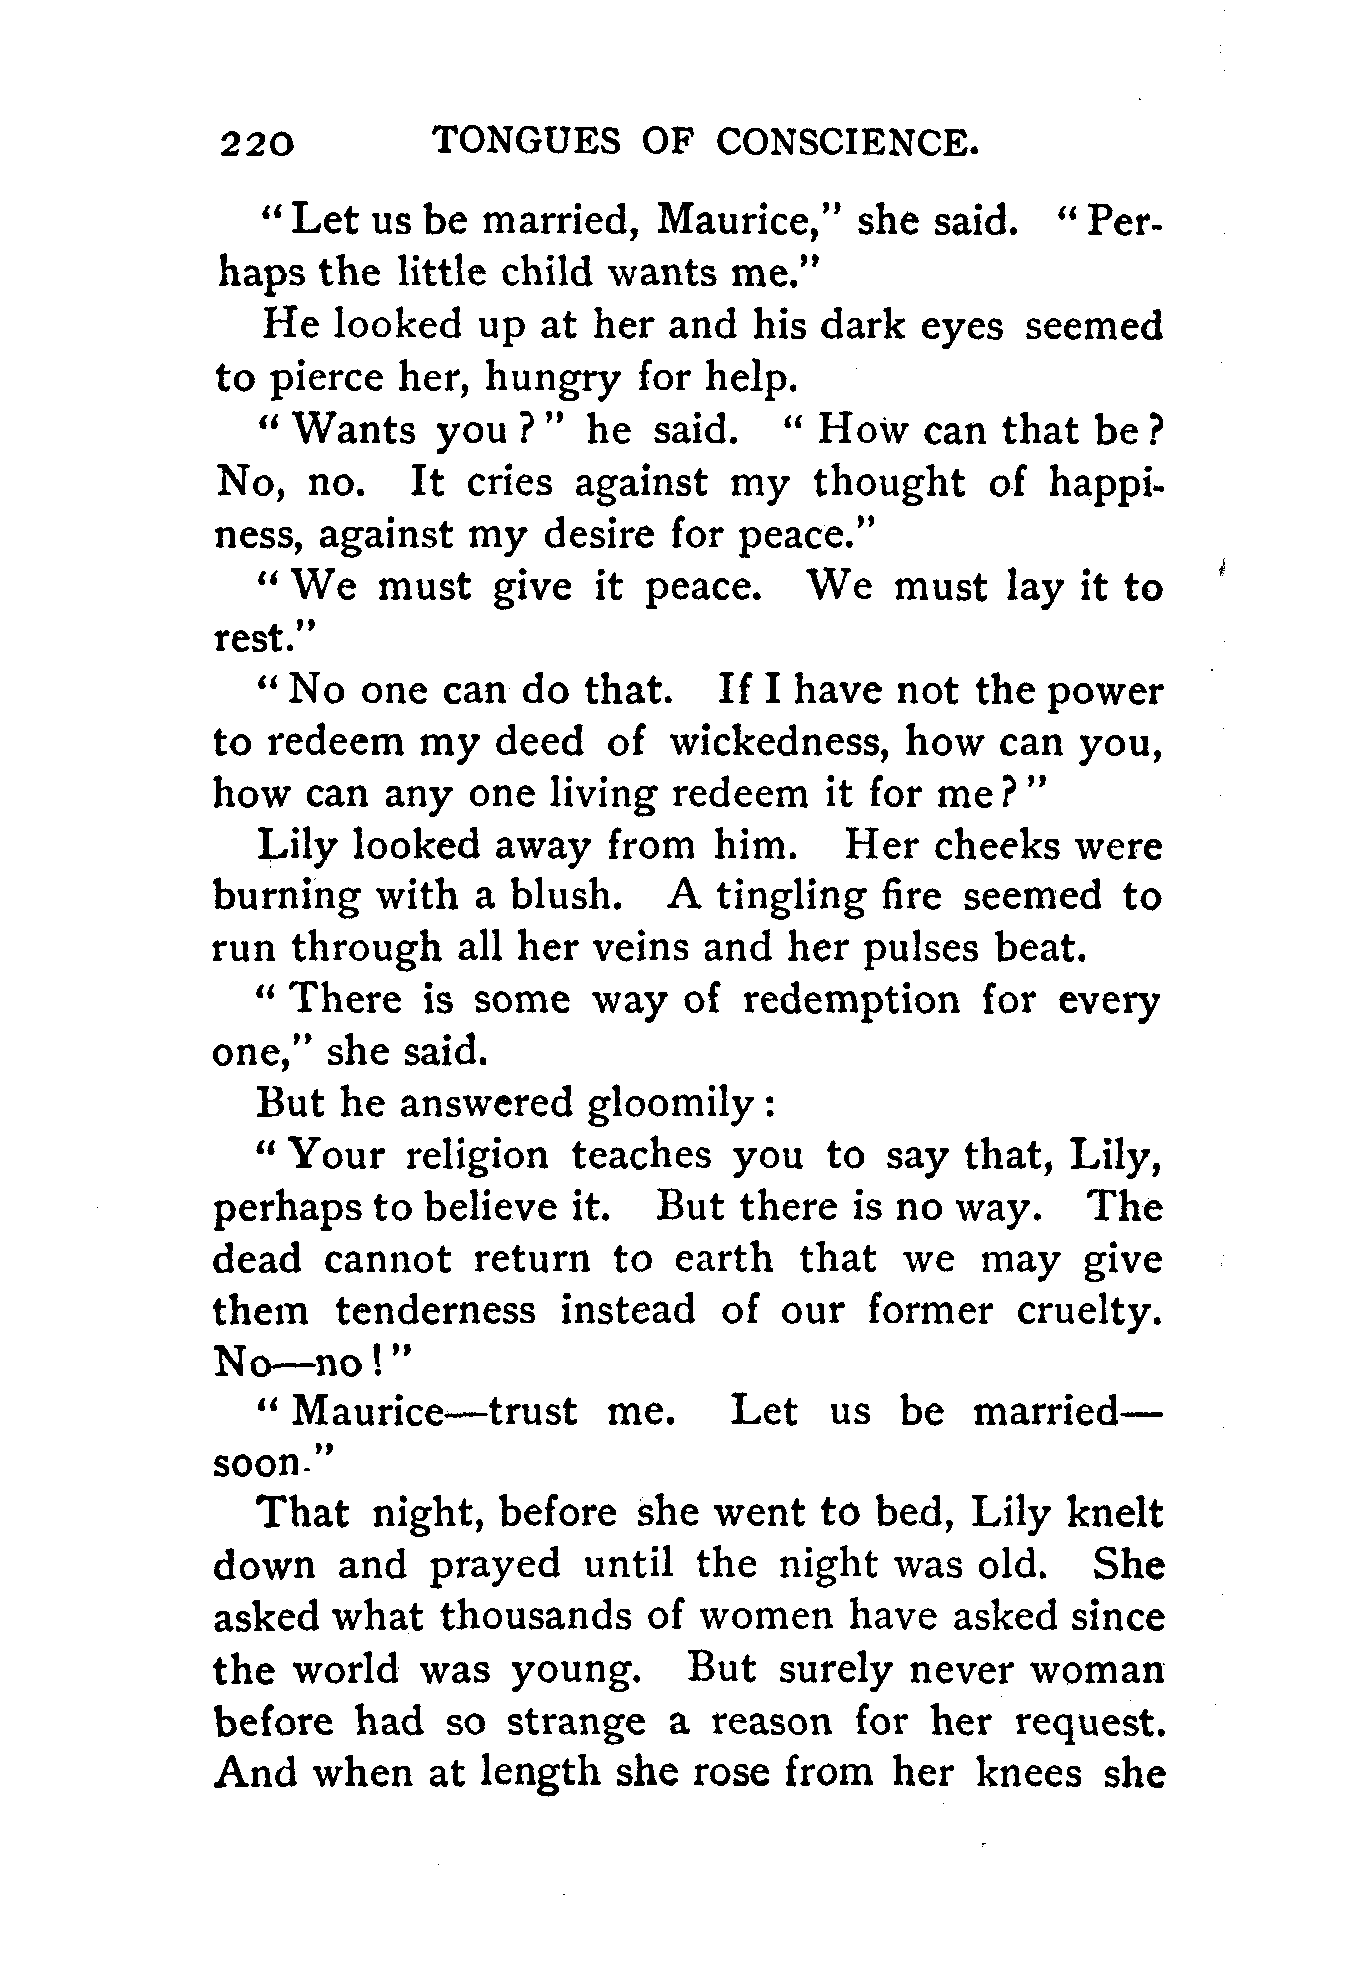 220 TONGUES OF CONSCIENCE.
“ Let us be married, Maurice,” she said. “ Per-
haps the little child wants me.”
He looked up at her and his dark eyes seemed
to pierce her, hungry for help.
“ Wants you ? ” he said. “ How can that be ?
No, no. It cries against my thought of happi-
ness, against my desire for peace.”
“ We must give it peace. We must lay it to
rest.”
“ No one can do that. If I have not the power
to redeem my deed of wickedness, how can you,
how can any one living redeem it for me ? ”
Lily looked away from him. Her cheeks were
burning with a blush. A tingling fire seemed to
run through all her veins and her pulses beat.
“ There is some way of redemption for every
one,” she said.
But he answered gloomily :
“ Your religion teaches you to say that, Lily,
perhaps to believe it. But there is no way. The
dead cannot return to earth that we may give
them tenderness instead of our former cruelty.
No—no ! ”
“ Maurice—trust me. Let us be married—
soon.”
That night, before she went to bed, Lily knelt
down and prayed until the night was old. She
asked what thousands of women have asked since
the world was young. But surely never woman
before had so strange a reason for her request.
And when at length she rose from her knees she